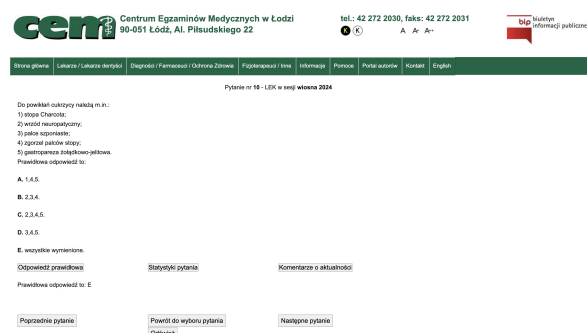 cem
Centrum Egzaminów Medycznych w Łodzi
90-051 Łódź, Al. Piłsudskiego 22
tel.: 42 272 2030, faks: 42 272 2031
K K A A+ A++
bip biuletyn
informacji publicznej
Strona główna Lekarze / Lekarze dentyści Diagności / Farmaceuci / Ochrona Zdrowia Fizjoterapeuci / Inne Informacje Pomoce Portal autorów Kontakt English
Pytanie nr 10 - LEK w sesji wiosna 2024
Do powikłań cukrzycy należą m.in.:
1) stopa Charcota;
2) wrzód neuropatyczny;
3) palce szponiaste;
4) zgorzel palców stopy;
5) gastropareza żołądkowo-jelitowa.
Prawidłowa odpowiedź to:
A. 1,4,5.
B. 2,3,4.
C. 2,3,4,5.
D. 3,4,5.
E. wszystkie wymienione.
Odpowiedź prawidłowa Statystyki pytania Komentarze o aktualności
Prawidłowa odpowiedź to: E
Poprzednie pytanie Powrót do wyboru pytania Następne pytanie
Odśwież